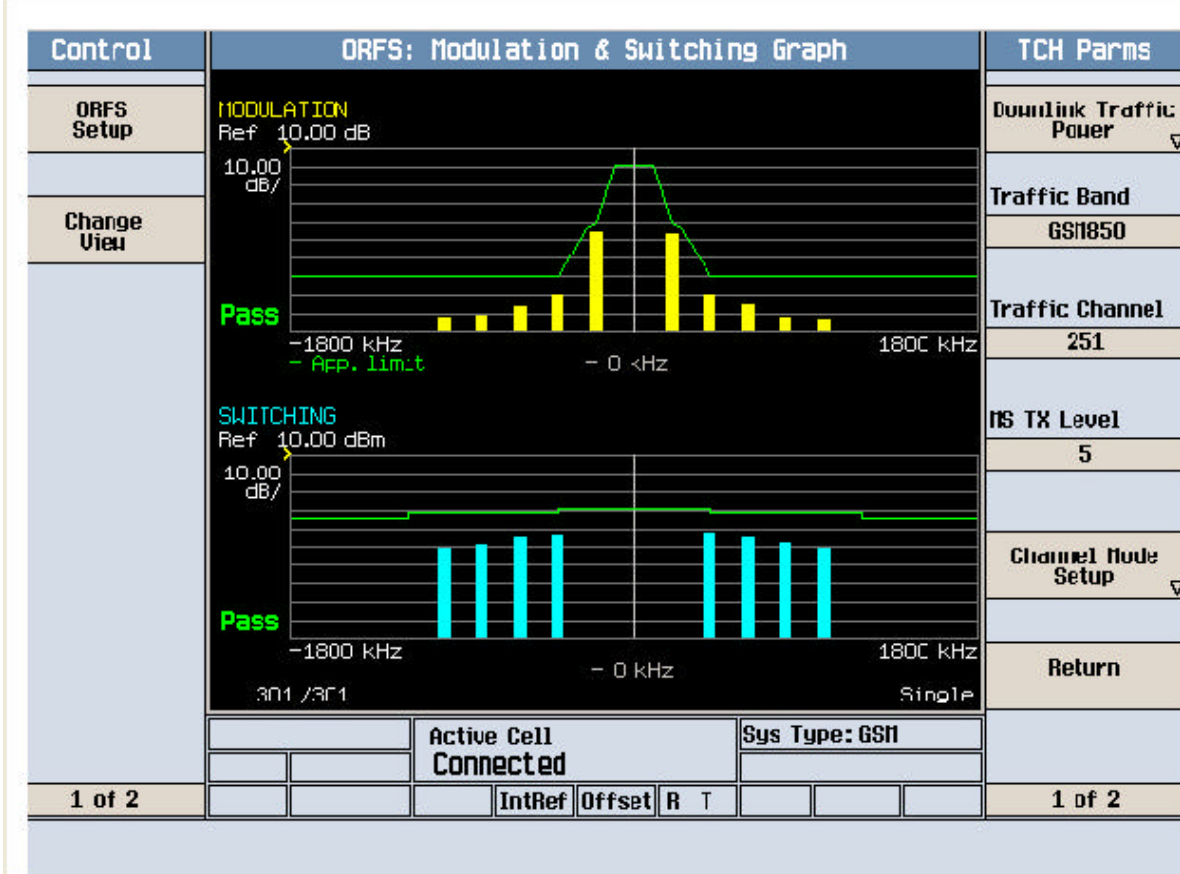 Control
ORFS: Modulation & Switching Graph
TCH Parms
ORFS
Setup
Change
View
1 of 2
MODULATION
Ref 10.00 dB
10.00
dB/
Pass
-1800 kHz
1800 kHz
- App. limit
- 0 kHz
SWITCHING
Ref 10.00 dBm
10.00
dB/
Pass
-1800 kHz
1800 kHz
- 0 kHz
301/301
Single
Active Cell
Connected
Sys Type: GSM
IntRef
Offset
R T
Downlink Traffic
Power
Traffic Band
GSM850
Traffic Channel
251
MS TX Level
5
Channel Mode
Setup
Return
1 of 2